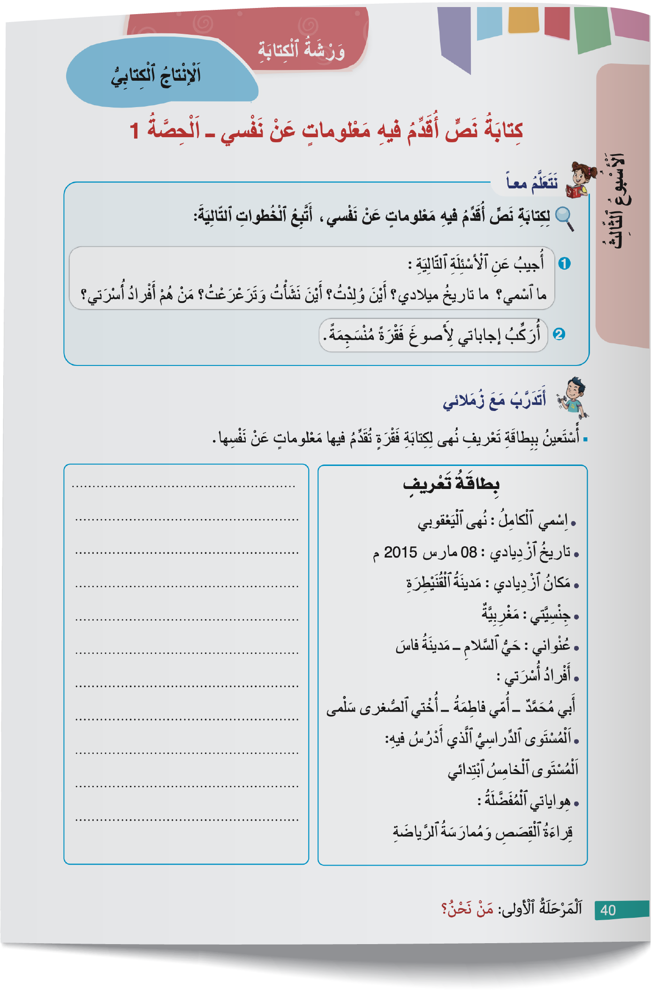 وَرْشَةُ ٱلْكِتابَةِ
اَلْإِنْتاجُ ٱلْكِتابِيُّ
كِتابَةُ نَصٍّ أُقَدِّمُ فيهِ مَعْلوماتٍ عَنْ نَفْسي ـ اَلْحِصَّةُ 1
اَلْأُسْبوعُ ٱلثّالِثُ
نَتَعَلَّمُ معـاً
لِكِتابَةِ نَصٍّ أُقَدِّمُ فيهِ مَعْلوماتٍ عَنْ نَفْسي، أَتَّبِعُ ٱلْخُطواتِ ٱلتّالِيَةَ:
1 أُجيبُ عَنِ ٱلْأسْئِلَةِ ٱلتّالِيَةِ :
ما ٱسْمي؟ ما تاريخُ ميلادي؟ أَيْنَ وُلِدْتُ؟ أَيْنَ نَشَأْتُ وَتَرَعْرَعْتُ؟ مَنْ هُمْ أَفْرادُ أُسْرَتي؟
2 أُرَكِّبُ إجاباتي لِأَصوغَ فَقْرَةً مُنْسَجِمَةً.
أَتَدَرَّبُ مَعَ زُمَلائي
▪ أَسْتَعينُ بِبِطاقَةِ تَعْريفِ نُهى لِكِتابَةِ فَقْرَةٍ تُقَدِّمُ فيها مَعْلوماتٍ عَنْ نَفْسِها.
بِطاقَةُ تَعْريفٍ
• اِسْمي ٱلْكامِلُ : نُهى ٱلْيَعْقوبي
• تاريخُ ٱزْدِيادي : 08 مارس 2015 م
• مَكانُ ٱزْدِيادي : مَدينَةُ ٱلْقُنَيْطِرَةِ
• جِنْسِيَّتي : مَغْرِبِيَّةٌ
• عُنْواني : حَيُّ ٱلسَّلامِ ـ مَدينَةُ فاسَ
• أَفْرادُ أُسْرَتي :
أَبي مُحَمَّدٌ ـ أُمّي فاطِمَةُ ـ أُخْتي ٱلصُّغرى سَلْمى
• اَلْمُسْتَوى ٱلدِّراسِيُّ ٱلَّذي أَدْرُسُ فيهِ:
اَلْمُسْتَوى ٱلْخامِسُ ٱبْتِدائي
• هِواياتي ٱلْمُفَضَّلَةُ :
قِراءَةُ ٱلْقِصَصِ وَمُمارَسَةُ ٱلرَّياضَةِ
40 اَلْمَرْحَلَةُ ٱلْأولى: مَنْ نَحْنُ؟